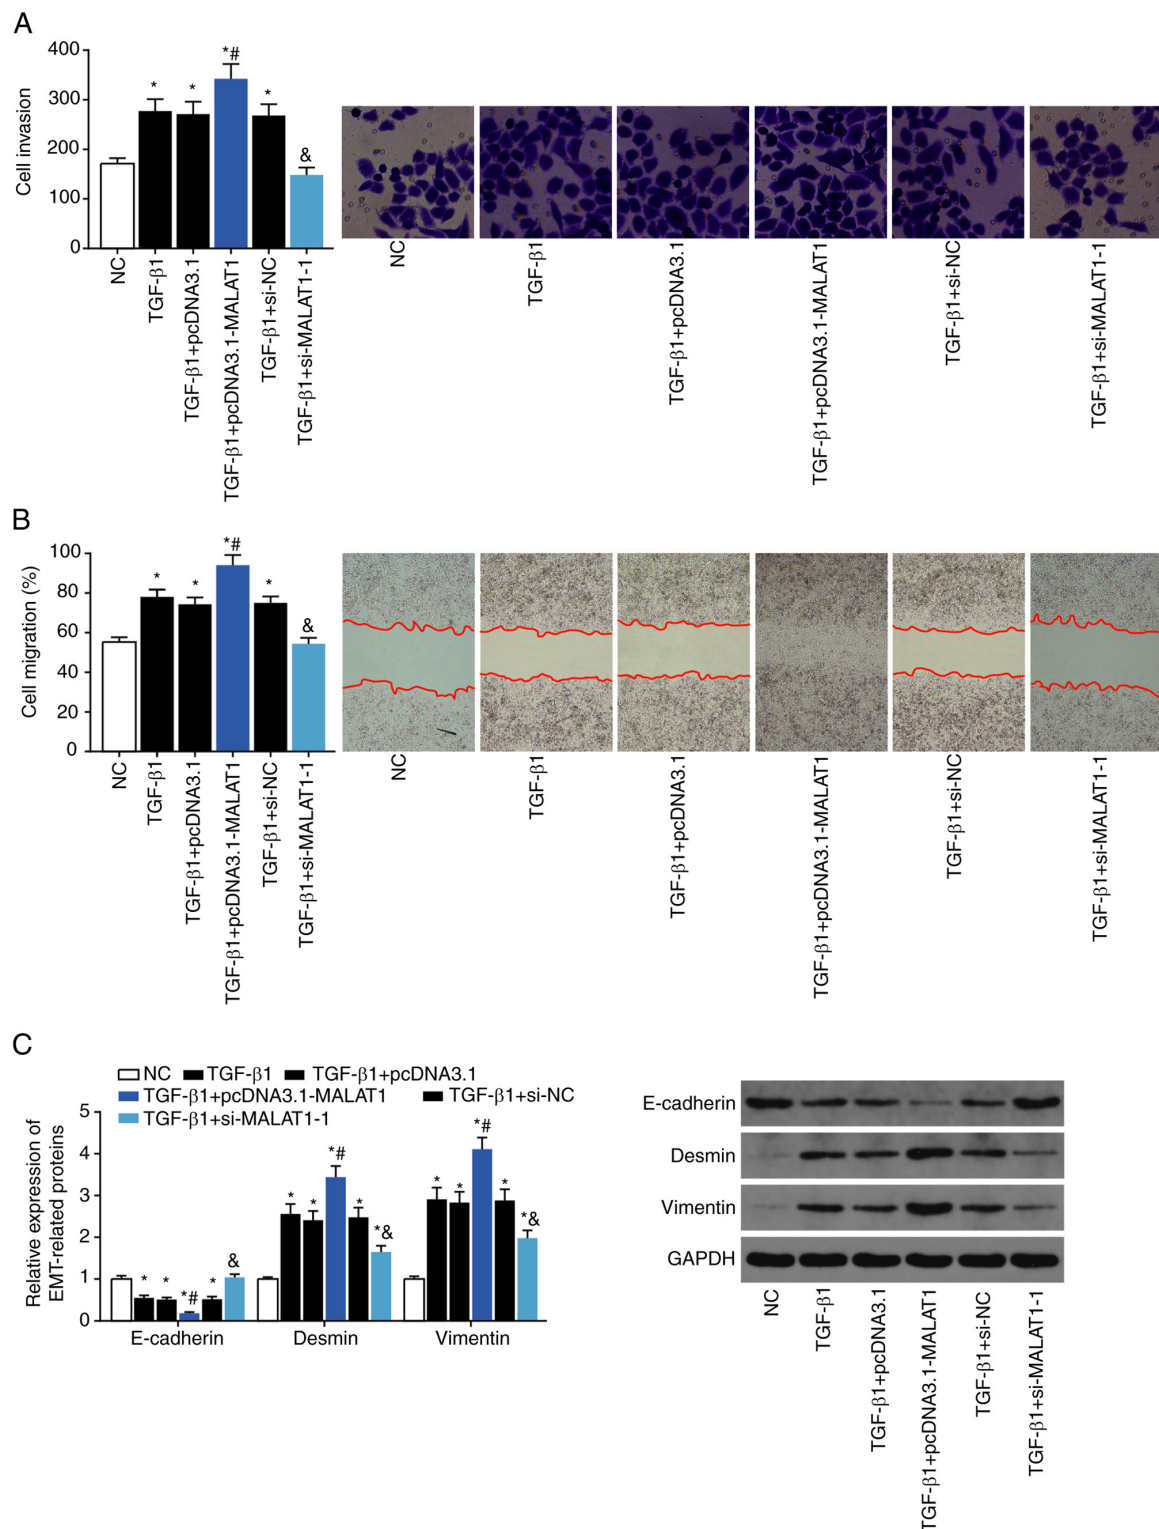 A
Cell invasion
400
300
200
100
0
*
*
*#
*
&
NC
TGF-β1
TGF-β1+pcDNA3.1
TGF-β1+pcDNA3.1-MALAT1
TGF-β1+si-NC
TGF-β1+si-MALAT1-1
NC
TGF-β1
TGF-β1+pcDNA3.1
TGF-β1+pcDNA3.1-MALAT1
TGF-β1+si-NC
TGF-β1+si-MALAT1-1
B
Cell migration (%)
100
80
60
40
20
0
*
*
*#
*
&
NC
TGF-β1
TGF-β1+pcDNA3.1
TGF-β1+pcDNA3.1-MALAT1
TGF-β1+si-NC
TGF-β1+si-MALAT1-1
NC
TGF-β1
TGF-β1+pcDNA3.1
TGF-β1+pcDNA3.1-MALAT1
TGF-β1+si-NC
TGF-β1+si-MALAT1-1
C
NC TGF-β1 TGF-β1+pcDNA3.1
TGF-β1+pcDNA3.1-MALAT1 TGF-β1+si-NC
TGF-β1+si-MALAT1-1
Relative expression of
EMT-related proteins
5
4
3
2
1
0
*
*
*#
*
&
*
*
*#
*
*&
*
*
*#
*
*&
E-cadherin
Desmin
Vimentin
E-cadherin
Desmin
Vimentin
GAPDH
NC
TGF-β1
TGF-β1+pcDNA3.1
TGF-β1+pcDNA3.1-MALAT1
TGF-β1+si-NC
TGF-β1+si-MALAT1-1